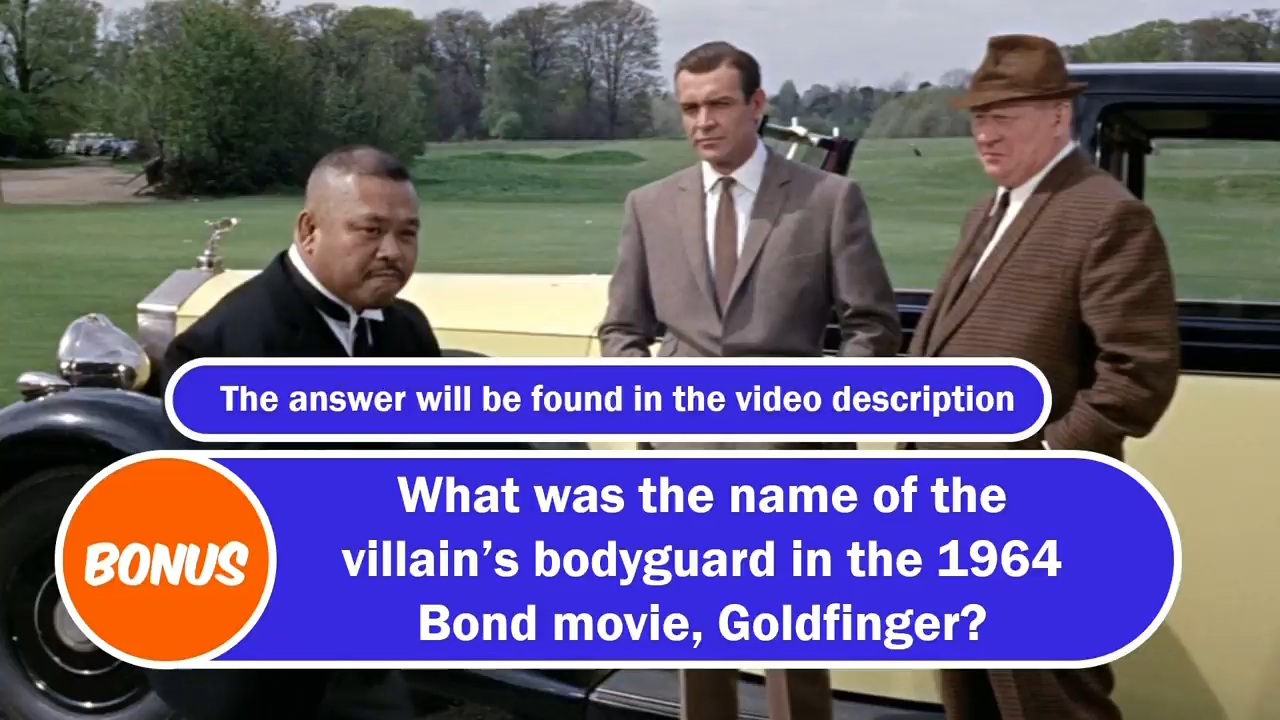 The answer will be found in the video description
BONUS
What was the name of the
villain’s bodyguard in the 1964
Bond movie, Goldfinger?